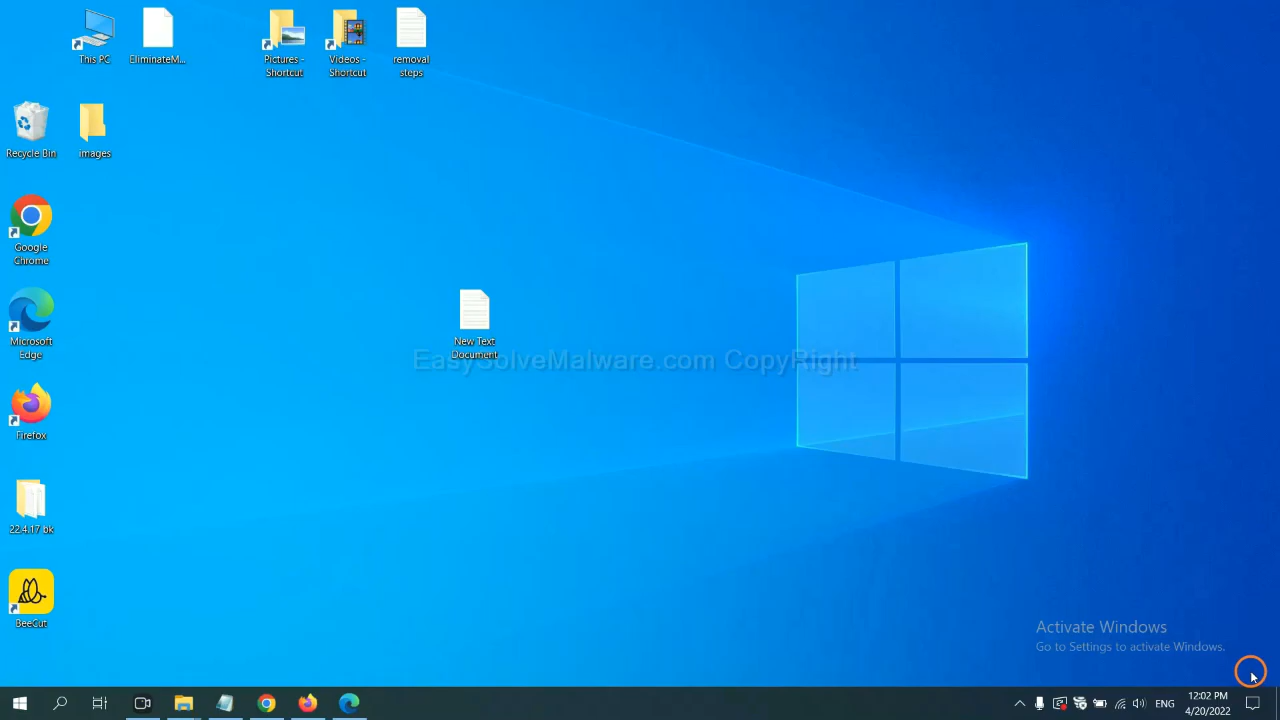 This PC
EliminateM...
Pictures -
Shortcut
Videos -
Shortcut
removal
steps
Recycle Bin
images
Google
Chrome
New Text
Document
Microsoft
Edge
EasySolveMalware.com CopyRight
Firefox
22.4.17 bk
BeeCut
Activate Windows
Go to Settings to activate Windows.
ENG
12:02 PM
4/20/2022